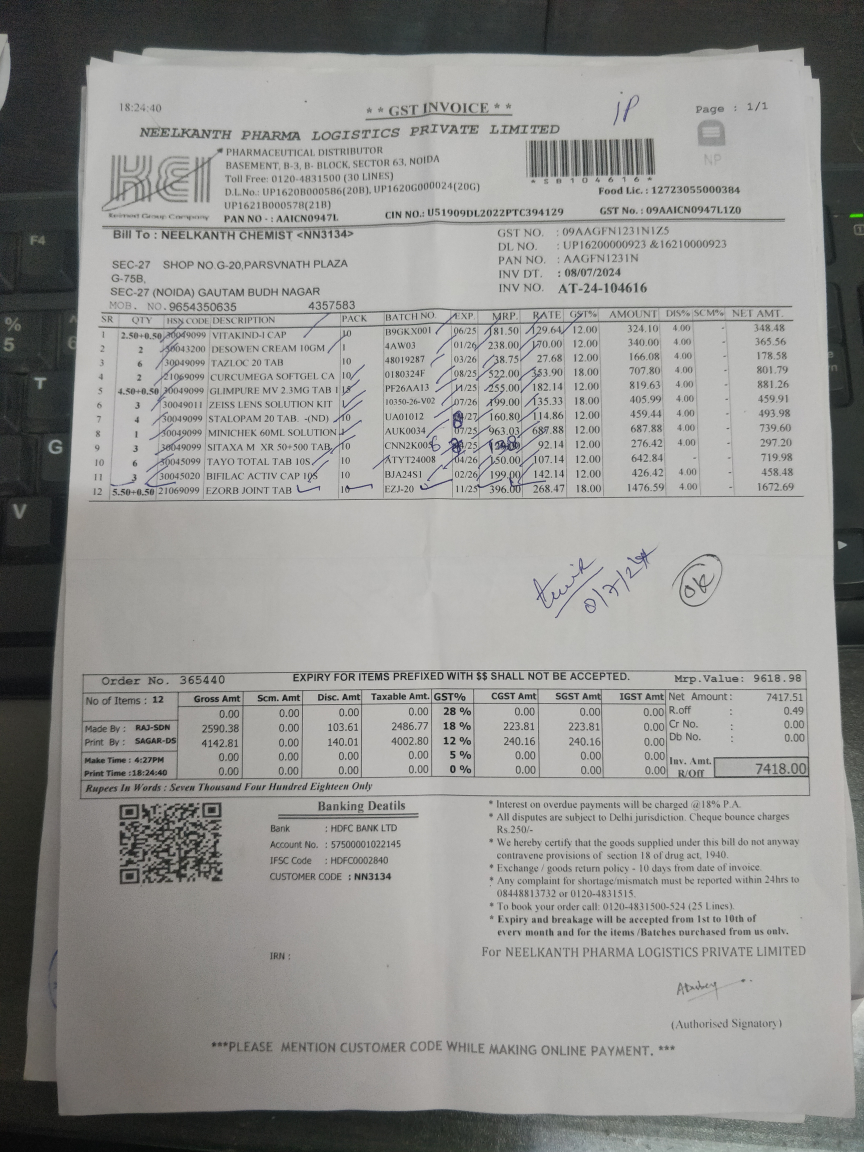 18:24:40
* * GST INVOICE * *
IP
Page : 1/1
NEELKANTH PHARMA LOGISTICS PRIVATE LIMITED
KEI
Keimed Group Company
NP
PHARMACEUTICAL DISTRIBUTOR
BASEMENT, B-3, B- BLOCK, SECTOR 63, NOIDA
Toll Free: 0120-4831500 (30 LINES)
D.L.No.: UP1620B000586(20B), UP1620G000024(20G)
UP1621B000578(21B)
PAN NO - : AAICN0947L
CIN NO.: U51909DL2022PTC394129
*5B104616*
Food Lic. : 12723055000384
GST No. : 09AAICN0947L1Z0
Bill To : NEELKANTH CHEMIST <NN3134>
SEC-27 SHOP NO.G-20,PARSVNATH PLAZA
G-75B,
SEC-27 (NOIDA) GAUTAM BUDH NAGAR
MOB. NO. 9654350635 4357583
GST NO. : 09AAGFN1231N1Z5
DL NO. : UP16200000923 &16210000923
PAN NO. : AAGFN1231N
INV DT. : 08/07/2024
INV NO. AT-24-104616
SR QTY HSN CODE DESCRIPTION PACK BATCH NO. EXP. MRP. RATE GST% AMOUNT DIS% SCM% NET AMT.
1 2.50+0.50 30049099 VITAKIND-I CAP 10 B9GKX001 06/25 181.50 129.64 12.00 324.10 4.00 - 348.48
2 2 30043200 DESOWEN CREAM 10GM 1 4AW03 01/26 238.00 170.00 12.00 340.00 4.00 - 365.56
3 6 30049099 TAZLOC 20 TAB 10 48019287 03/26 38.75 27.68 12.00 166.08 4.00 - 178.58
4 2 21069099 CURCUMEGA SOFTGEL CA 10 0180324F 08/25 522.00 353.90 18.00 707.80 4.00 - 801.79
5 4.50+0.50 30049099 GLIMPURE MV 2.3MG TAB 15 PF26AA13 11/25 255.00 182.14 12.00 819.63 4.00 - 881.26
6 3 30049011 ZEISS LENS SOLUTION KIT 1 10350-26-V02 07/26 199.00 135.33 18.00 405.99 4.00 - 459.91
7 4 30049099 STALOPAM 20 TAB. -(ND) 10 UA01012 /27 160.80 114.86 12.00 459.44 4.00 - 493.98
8 1 30049099 MINICHEK 60ML SOLUTION 1 AUK0034 07/25 963.03 687.88 12.00 687.88 4.00 - 739.60
9 3 30049099 SITAXA M XR 50+500 TAB, 10 CNN2K005 6 8 /25 138 92.14 12.00 276.42 4.00 - 297.20
10 6 30045099 TAYO TOTAL TAB 10S 10 ATYT24008 04/26 150.00 107.14 12.00 642.84 - - 719.98
11 3 30045020 BIFILAC ACTIV CAP 10S 10 BJA24S1 02/26 199.00 142.14 12.00 426.42 4.00 - 458.48
12 5.50+0.50 21069099 EZORB JOINT TAB 10 EZJ-20 11/25 396.00 268.47 18.00 1476.59 4.00 - 1672.69
8/7/24
OK
Order No. 365440 EXPIRY FOR ITEMS PREFIXED WITH $$ SHALL NOT BE ACCEPTED. Mrp.Value: 9618.98
No of Items : 12 Gross Amt Scm. Amt Disc. Amt Taxable Amt. GST% CGST Amt SGST Amt IGST Amt Net Amount : 7417.51
0.00 0.00 0.00 0.00 28 % 0.00 0.00 0.00 R.off : 0.49
Made By : RAJ-SDN 2590.38 0.00 103.61 2486.77 18 % 223.81 223.81 0.00 Cr No. : 0.00
Print By : SAGAR-DS 4142.81 0.00 140.01 4002.80 12 % 240.16 240.16 0.00 Db No. : 0.00
Make Time : 4:27PM 0.00 0.00 0.00 0.00 5 % 0.00 0.00 0.00 Inv. Amt.
Print Time :18:24:40 0.00 0.00 0.00 0.00 0 % 0.00 0.00 0.00 R/Off 7418.00
Rupees In Words : Seven Thousand Four Hundred Eighteen Only
Banking Deatils
Bank : HDFC BANK LTD
Account No. : 57500001022145
IFSC Code : HDFC0002840
CUSTOMER CODE : NN3134
IRN :
* Interest on overdue payments will be charged @18% P.A.
* All disputes are subject to Delhi jurisdiction. Cheque bounce charges
Rs.250/-
* We hereby certify that the goods supplied under this bill do not anyway
contravene provisions of section 18 of drug act, 1940.
* Exchange / goods return policy - 10 days from date of invoice.
* Any complaint for shortage/mismatch must be reported within 24hrs to
08448813732 or 0120-4831515.
* To book your order call: 0120-4831500-524 (25 Lines).
* Expiry and breakage will be accepted from 1st to 10th of
every month and for the items /Batches purchased from us only.
For NEELKANTH PHARMA LOGISTICS PRIVATE LIMITED
ADubey
(Authorised Signatory)
***PLEASE MENTION CUSTOMER CODE WHILE MAKING ONLINE PAYMENT. ***
F4
%
5
6
T
G
V